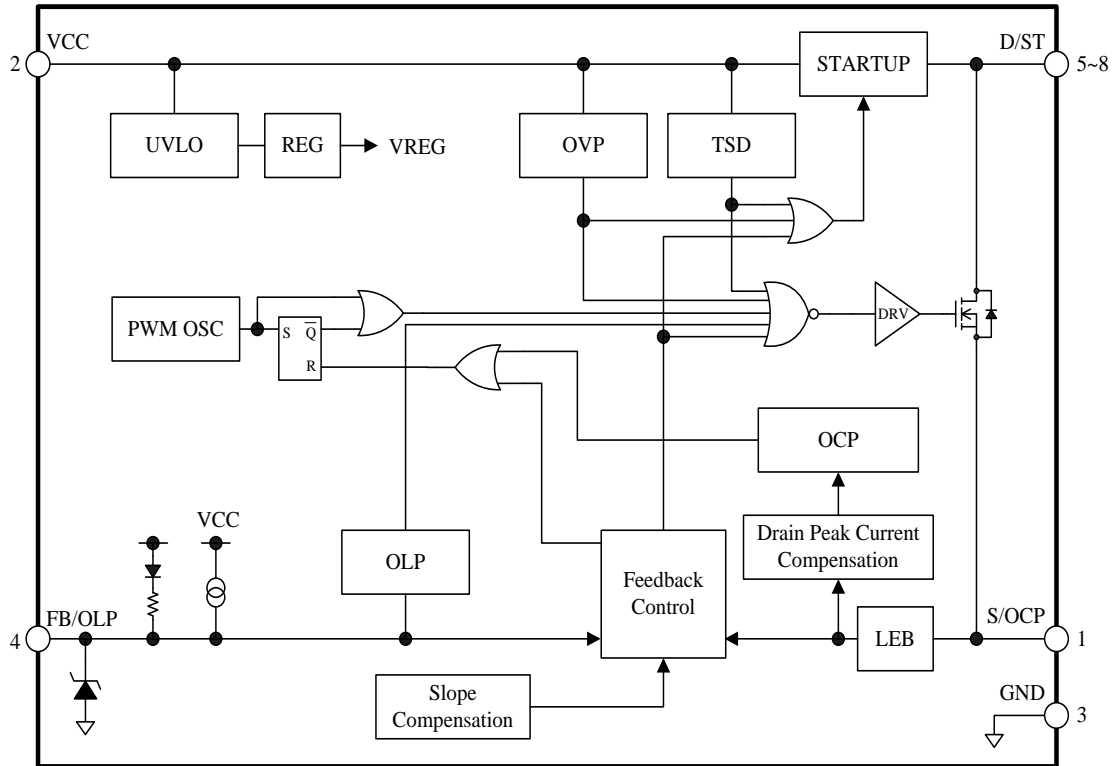 VCC
D/ST
2
5~8
STARTUP
UVLO
REG
VREG
OVP
TSD
PWM OSC
S
Q̅
R
DRV
OCP
VCC
OLP
Feedback
Control
Drain Peak Current
Compensation
FB/OLP
S/OCP
4
LEB
1
Slope
Compensation
GND
3